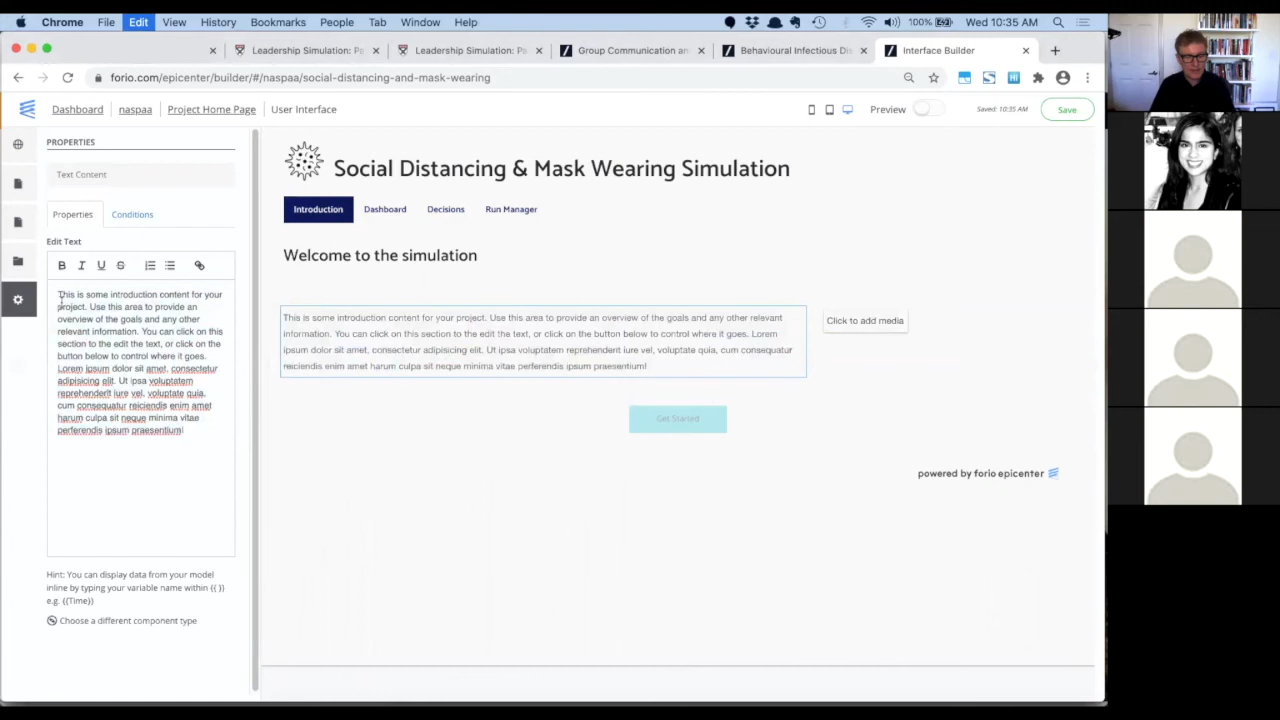 Chrome File Edit View History Bookmarks People Tab Window Help 100% Wed 10:35 AM
Leadership Simulation: Pa Leadership Simulation: Pa Group Communication an Behavioural Infectious Dis Interface Builder
forio.com/epicenter/builder/#/naspaa/social-distancing-and-mask-wearing
Dashboard naspaa Project Home Page User Interface Preview Saved: 10:35 AM Save
PROPERTIES
Text Content
Properties Conditions
Edit Text
B I U S
This is some introduction content for your
project. Use this area to provide an
overview of the goals and any other
relevant information. You can click on this
section to the edit the text, or click on the
button below to control where it goes.
Lorem ipsum dolor sit amet, consectetur
adipisicing elit. Ut ipsa voluptatem
reprehenderit iure vel, voluptate quia,
cum consequatur reiciendis enim amet
harum culpa sit neque minima vitae
perferendis ipsum praesentium!
Hint: You can display data from your model
inline by typing your variable name within {{ }}
e.g. {{Time}}
Choose a different component type
Social Distancing & Mask Wearing Simulation
Introduction Dashboard Decisions Run Manager
Welcome to the simulation
This is some introduction content for your project. Use this area to provide an overview of the goals and any other relevant
information. You can click on this section to the edit the text, or click on the button below to control where it goes. Lorem
ipsum dolor sit amet, consectetur adipisicing elit. Ut ipsa voluptatem reprehenderit iure vel, voluptate quia, cum consequatur
reiciendis enim amet harum culpa sit neque minima vitae perferendis ipsum praesentium!
Click to add media
Get Started
powered by forio epicenter